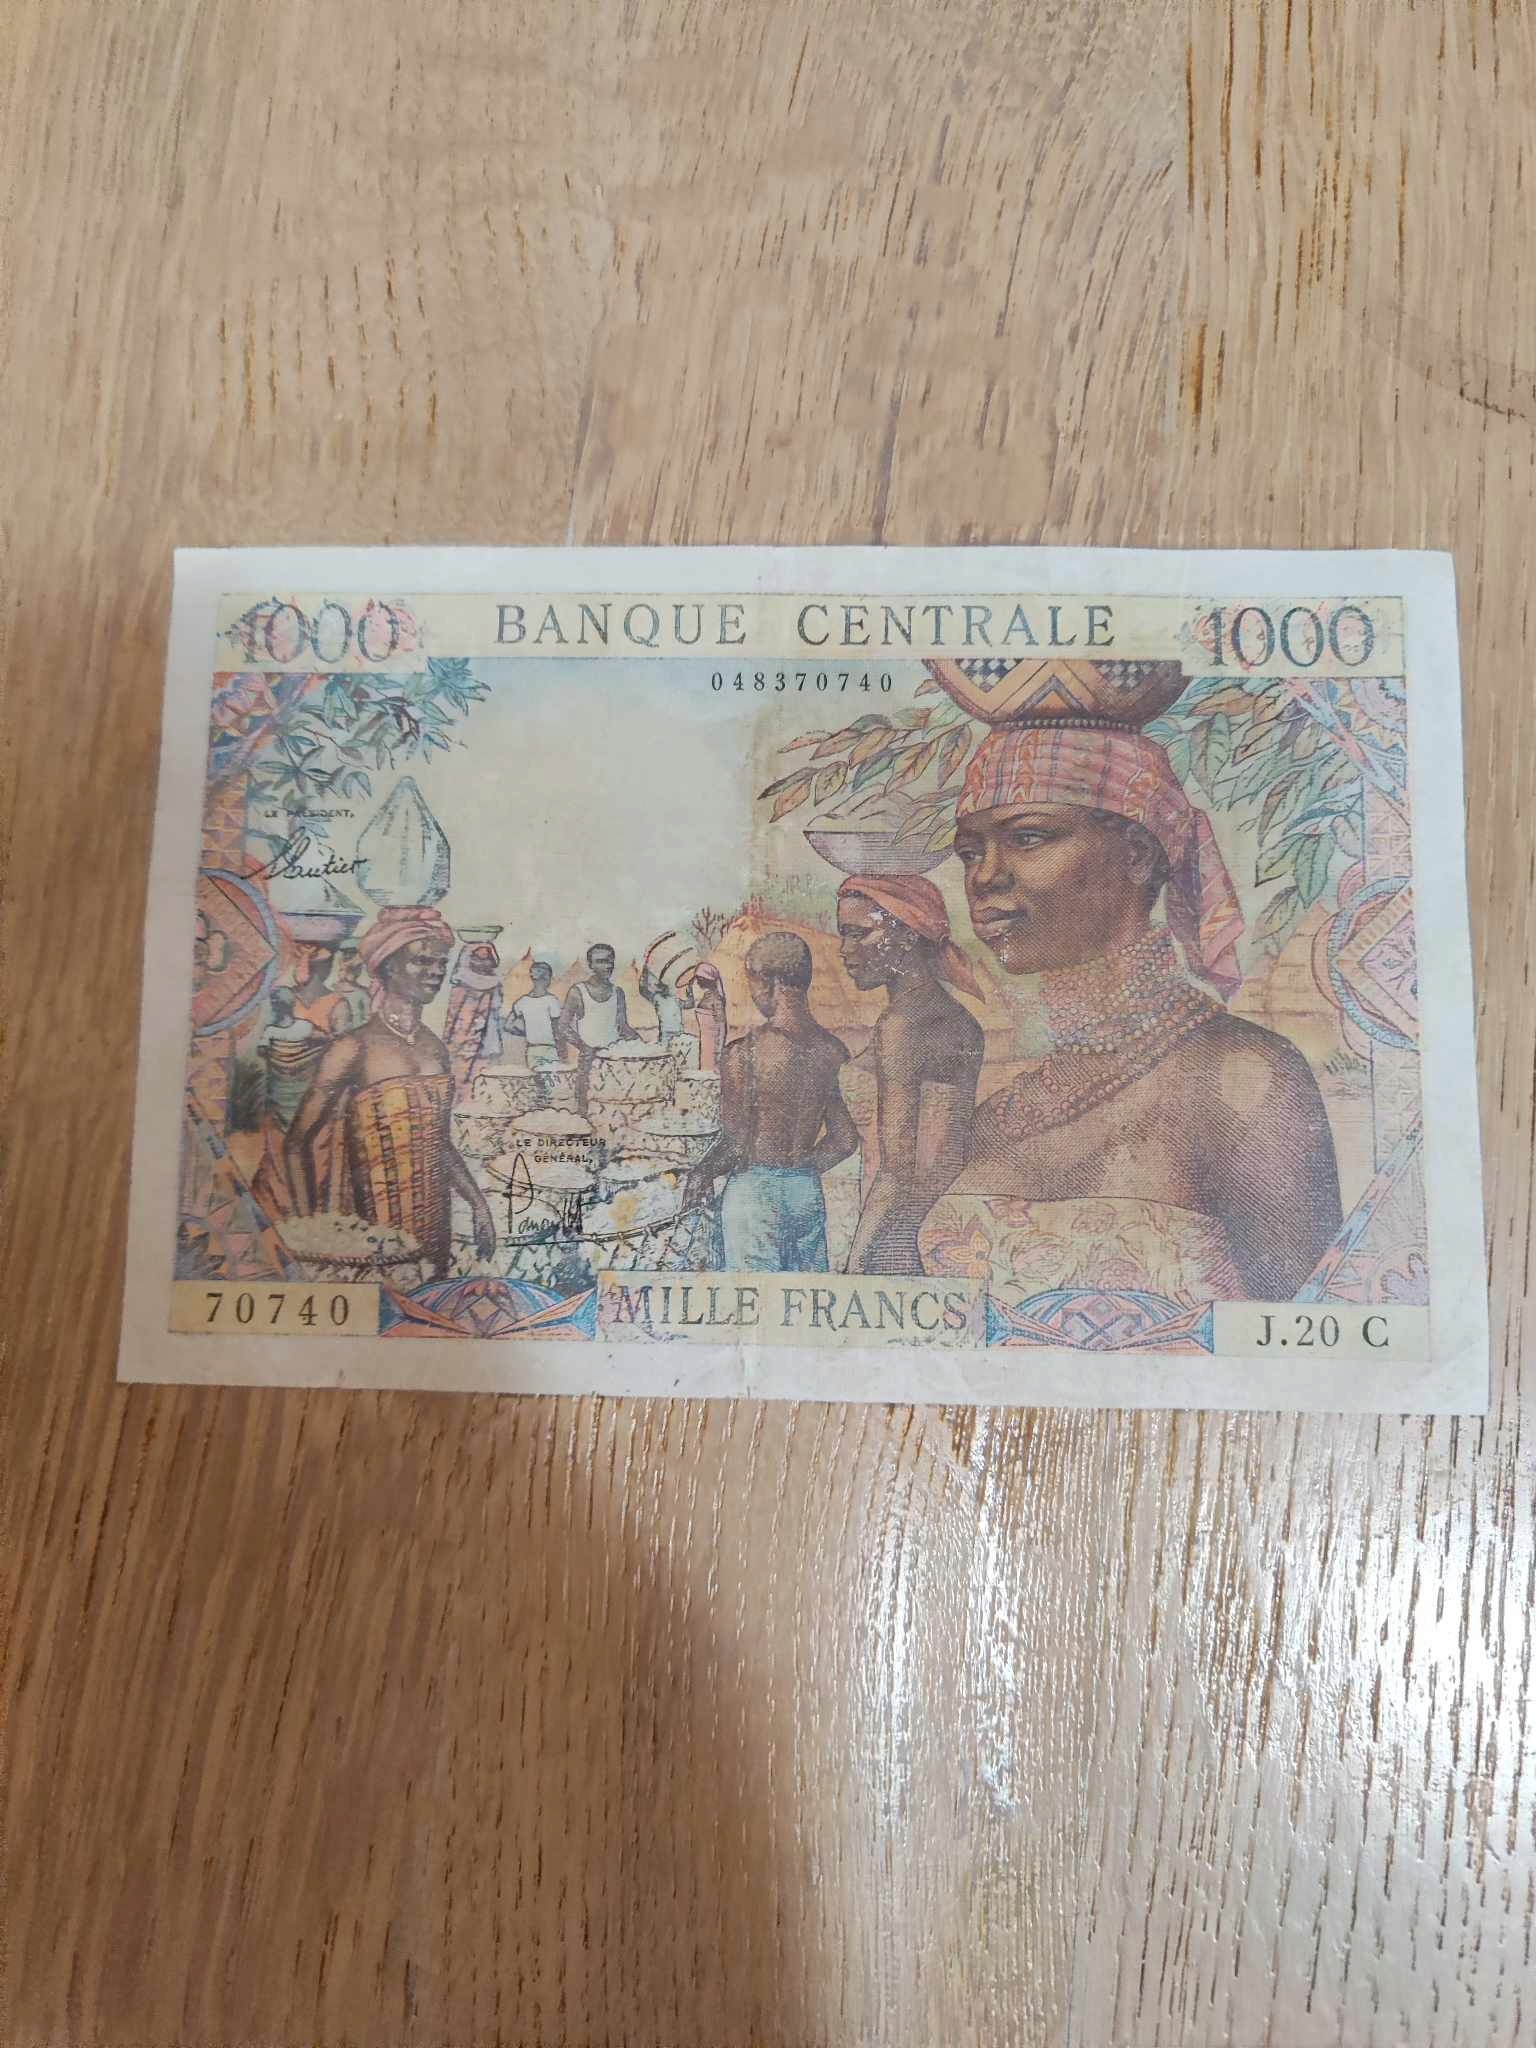 1000 BANQUE CENTRALE 1000
048370740
LE PRÉSIDENT,
LE DIRECTEUR
GÉNÉRAL,
70740 MILLE FRANCS J.20 C